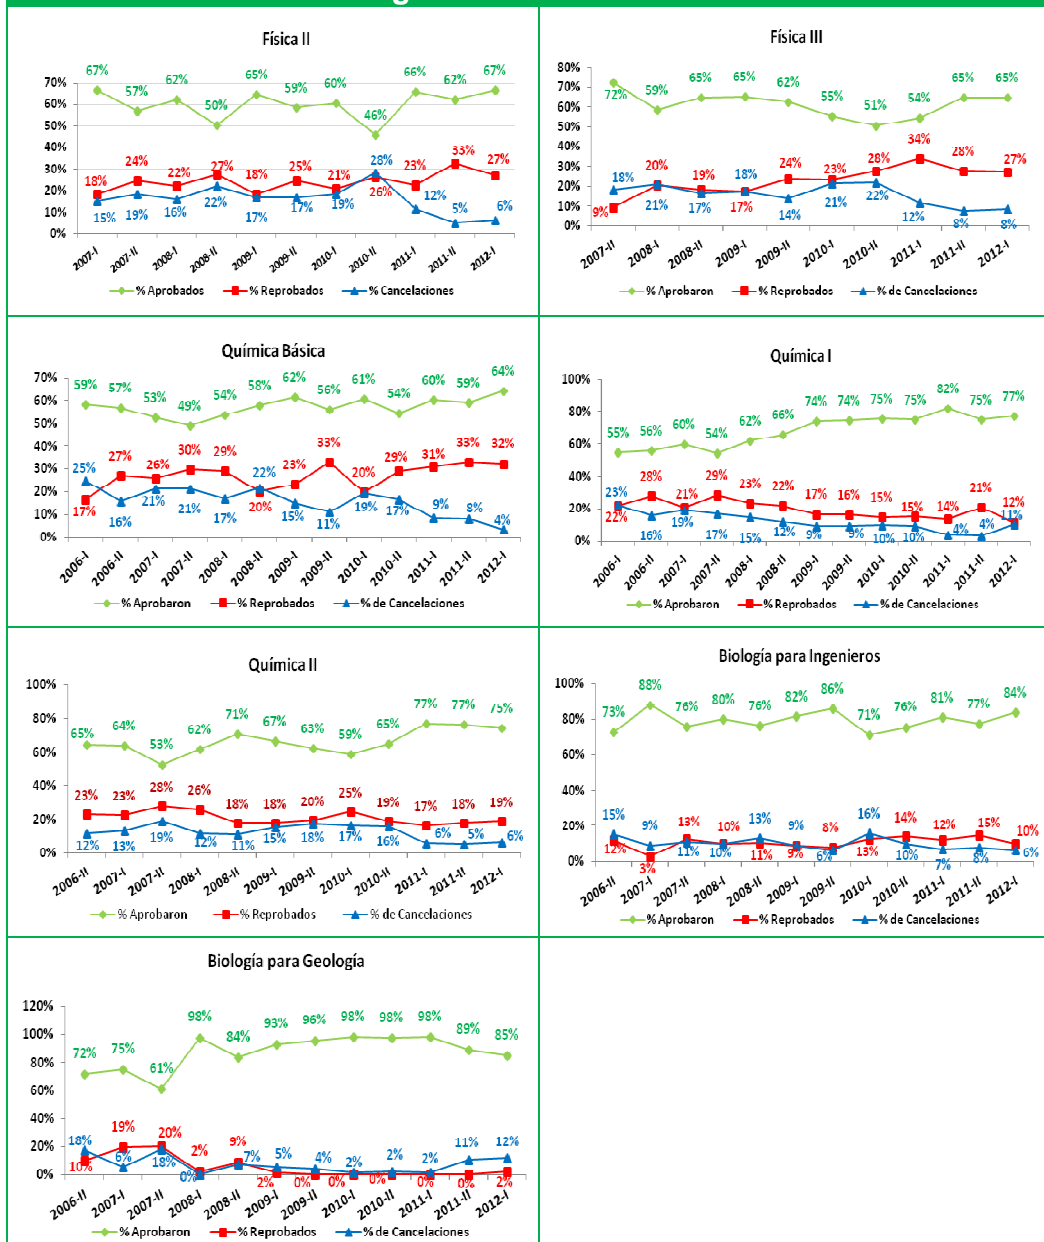 Física II
67% 57% 62% 50% 65% 59% 60% 46% 66% 62% 67%
18% 24% 22% 27% 18% 25% 21% 26% 23% 33% 27%
15% 19% 16% 22% 17% 17% 19% 28% 12% 5% 6%
70%
60%
50%
40%
30%
20%
10%
0%
2007-I 2007-II 2008-I 2008-II 2009-I 2009-II 2010-I 2010-II 2011-I 2011-II 2012-I
% Aprobados % Reprobados % Cancelaciones
Física III
72% 59% 65% 65% 62% 55% 51% 54% 65% 65%
9% 20% 19% 17% 24% 23% 28% 34% 28% 27%
18% 21% 17% 18% 14% 21% 22% 12% 8% 8%
80%
70%
60%
50%
40%
30%
20%
10%
0%
2007-II 2008-I 2008-II 2009-I 2009-II 2010-I 2010-II 2011-I 2011-II 2012-I
% Aprobaron % Reprobados % de Cancelaciones
Química Básica
59% 57% 53% 49% 54% 58% 62% 56% 61% 54% 60% 59% 64%
17% 27% 26% 30% 29% 20% 23% 33% 20% 29% 31% 33% 32%
25% 16% 21% 21% 17% 22% 15% 11% 19% 17% 9% 8% 4%
70%
60%
50%
40%
30%
20%
10%
0%
2006-I 2006-II 2007-I 2007-II 2008-I 2008-II 2009-I 2009-II 2010-I 2010-II 2011-I 2011-II 2012-I
% Aprobaron % Reprobados % de Cancelaciones
Química I
55% 56% 60% 54% 62% 66% 74% 74% 75% 75% 82% 75% 77%
22% 28% 21% 29% 23% 22% 17% 16% 15% 15% 14% 21% 12%
23% 16% 19% 17% 15% 12% 9% 9% 10% 10% 4% 4% 11%
100%
80%
60%
40%
20%
0%
2006-I 2006-II 2007-I 2007-II 2008-I 2008-II 2009-I 2009-II 2010-I 2010-II 2011-I 2011-II 2012-I
% Aprobaron % Reprobados % de Cancelaciones
Química II
65% 64% 53% 62% 71% 67% 63% 59% 65% 77% 77% 75%
23% 23% 28% 26% 18% 18% 20% 25% 19% 17% 18% 19%
12% 13% 19% 12% 11% 15% 18% 17% 16% 6% 5% 6%
100%
80%
60%
40%
20%
0%
2006-II 2007-I 2007-II 2008-I 2008-II 2009-I 2009-II 2010-I 2010-II 2011-I 2011-II 2012-I
% Aprobaron % Reprobados % de Cancelaciones
Biología para Ingenieros
73% 88% 76% 80% 76% 82% 86% 71% 76% 81% 77% 84%
12% 3% 13% 10% 11% 9% 8% 13% 14% 12% 15% 10%
15% 9% 11% 10% 13% 9% 6% 16% 10% 7% 8% 6%
100%
80%
60%
40%
20%
0%
2006-II 2007-I 2007-II 2008-I 2008-II 2009-I 2009-II 2010-I 2010-II 2011-I 2011-II 2012-I
% Aprobaron % Reprobados % de Cancelaciones
Biología para Geología
72% 75% 61% 98% 84% 93% 96% 98% 98% 98% 89% 85%
10% 19% 20% 2% 9% 2% 0% 0% 0% 0% 0% 2%
18% 6% 18% 0% 7% 5% 4% 2% 2% 2% 11% 12%
120%
100%
80%
60%
40%
20%
0%
2006-II 2007-I 2007-II 2008-I 2008-II 2009-I 2009-II 2010-I 2010-II 2011-I 2011-II 2012-I
% Aprobaron % Reprobados % de Cancelaciones